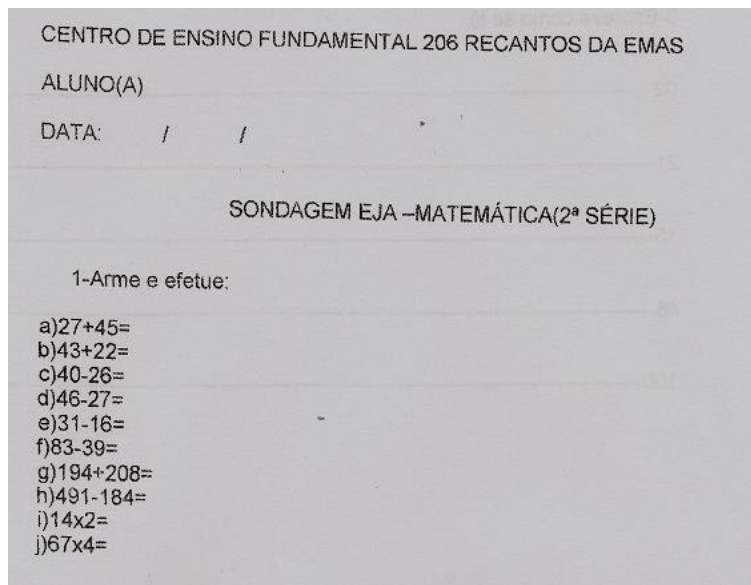 CENTRO DE ENSINO FUNDAMENTAL 206 RECANTOS DA EMAS
ALUNO(A)
DATA: / /
SONDAGEM EJA –MATEMÁTICA(2ª SÉRIE)
1-Arme e efetue:
a)27+45=
b)43+22=
c)40-26=
d)46-27=
e)31-16=
f)83-39=
g)194+208=
h)491-184=
i)14x2=
j)67x4=